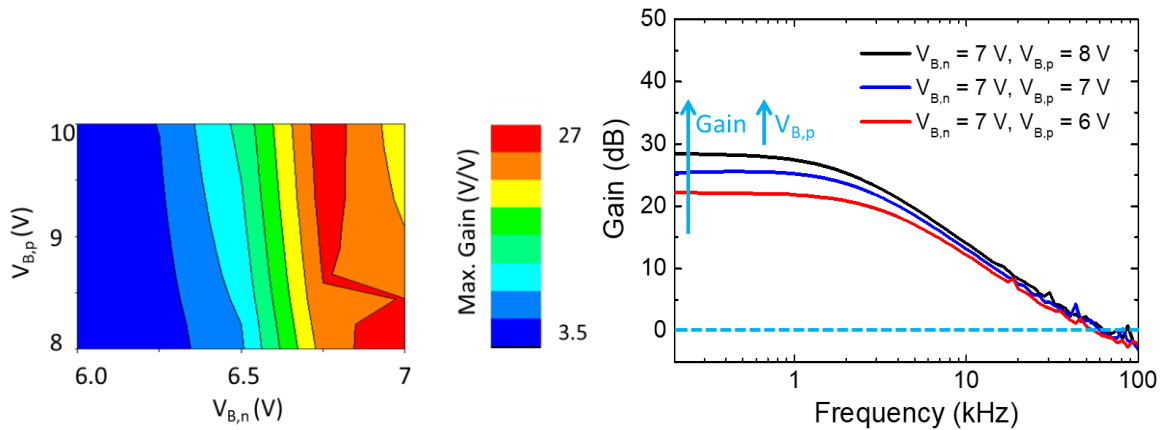 10
9
8
V_B,p (V)
6.0 6.5 7
V_B,n (V)
Max. Gain (V/V)
27
3.5
50
40
30
20
10
0
Gain (dB)
V_B,n = 7 V, V_B,p = 8 V
V_B,n = 7 V, V_B,p = 7 V
V_B,n = 7 V, V_B,p = 6 V
Gain
V_B,p
1 10 100
Frequency (kHz)